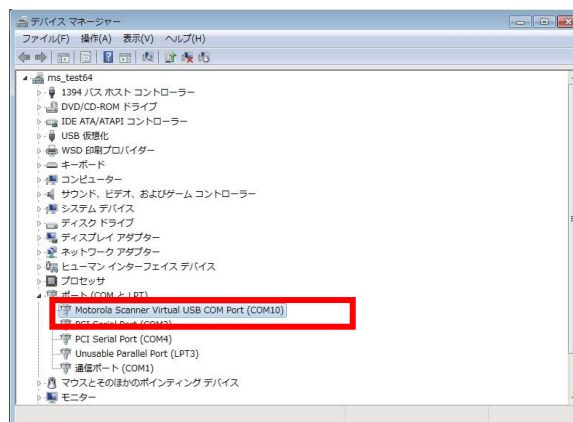 デバイス マネージャー
ファイル(F) 操作(A) 表示(V) ヘルプ(H)
ms_test64
1394 バス ホスト コントローラー
DVD/CD-ROM ドライブ
IDE ATA/ATAPI コントローラー
USB 仮想化
WSD 印刷プロバイダー
キーボード
コンピューター
サウンド、ビデオ、およびゲーム コントローラー
システム デバイス
ディスク ドライブ
ディスプレイ アダプター
ネットワーク アダプター
ヒューマン インターフェイス デバイス
プロセッサ
ポート (COM と LPT)
Motorola Scanner Virtual USB COM Port (COM10)
PCI Serial Port
PCI Serial Port (COM4)
Unusable Parallel Port (LPT3)
通信ポート (COM1)
マウスとそのほかのポインティング デバイス
モニター